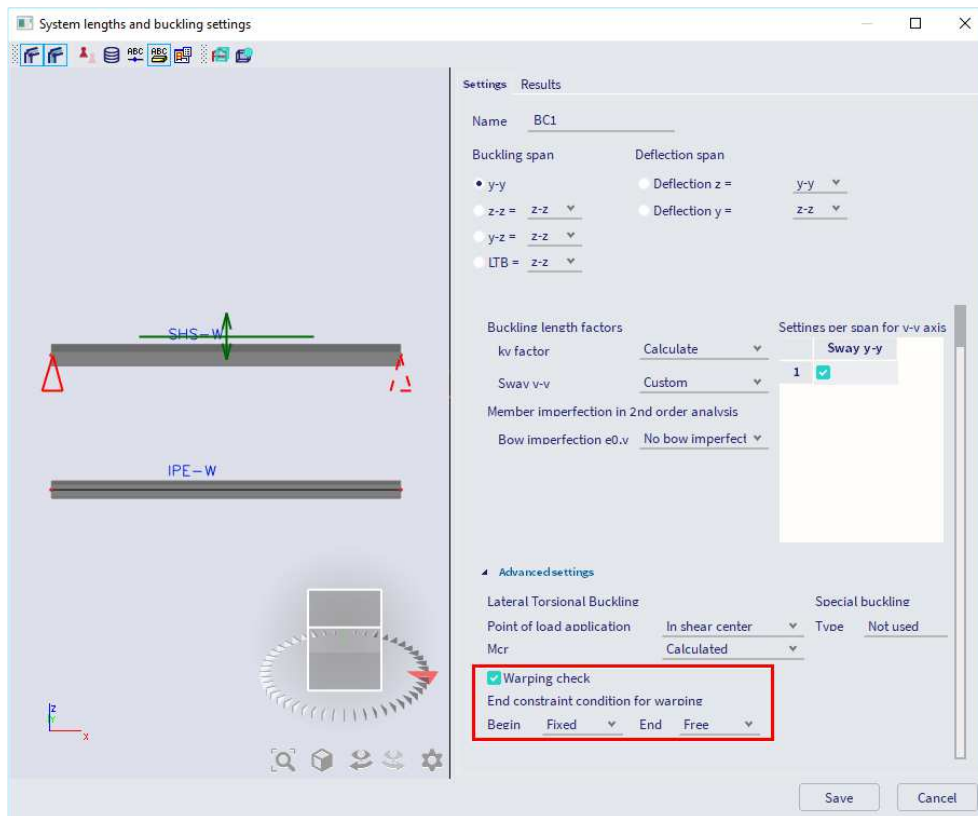 System lengths and buckling settings
ABC ABC
Settings Results
Name BC1
Buckling span Deflection span
y-y Deflection z = y-y
z-z = z-z Deflection y = z-z
y-z = z-z
LTB = z-z
SHS-W
Buckling length factors Settings per span for y-y axis
ky factor Calculate Sway y-y
1
Sway y-y Custom
Member imperfection in 2nd order analysis
Bow imperfection e0,y No bow imperfect
IPE-W
Advanced settings
Lateral Torsional Buckling Special buckling
Point of load application In shear center Type Not used
Mcr Calculated
Warping check
End constraint condition for warping
Begin Fixed End Free
z
Y
x
Save Cancel